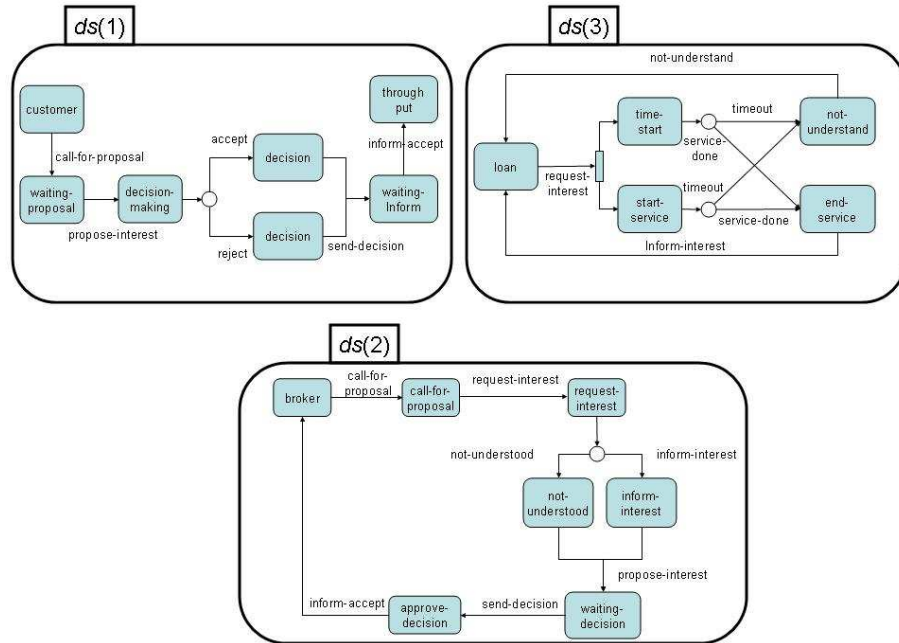 ds(1)
customer
call-for-proposal
waiting-
proposal
decision-
making
propose-interest
accept
reject
decision
decision
send-decision
waiting-
Inform
inform-accept
through
put
ds(3)
not-understand
loan
request-
interest
time-
start
start-
service
service-
done
timeout
timeout
service-done
not-
understand
end-
service
Inform-interest
ds(2)
broker
call-for-
proposal
call-for-
proposal
request-interest
request-
interest
not-understood
inform-interest
not-
understood
inform-
interest
propose-interest
waiting-
decision
send-decision
approve-
decision
inform-accept